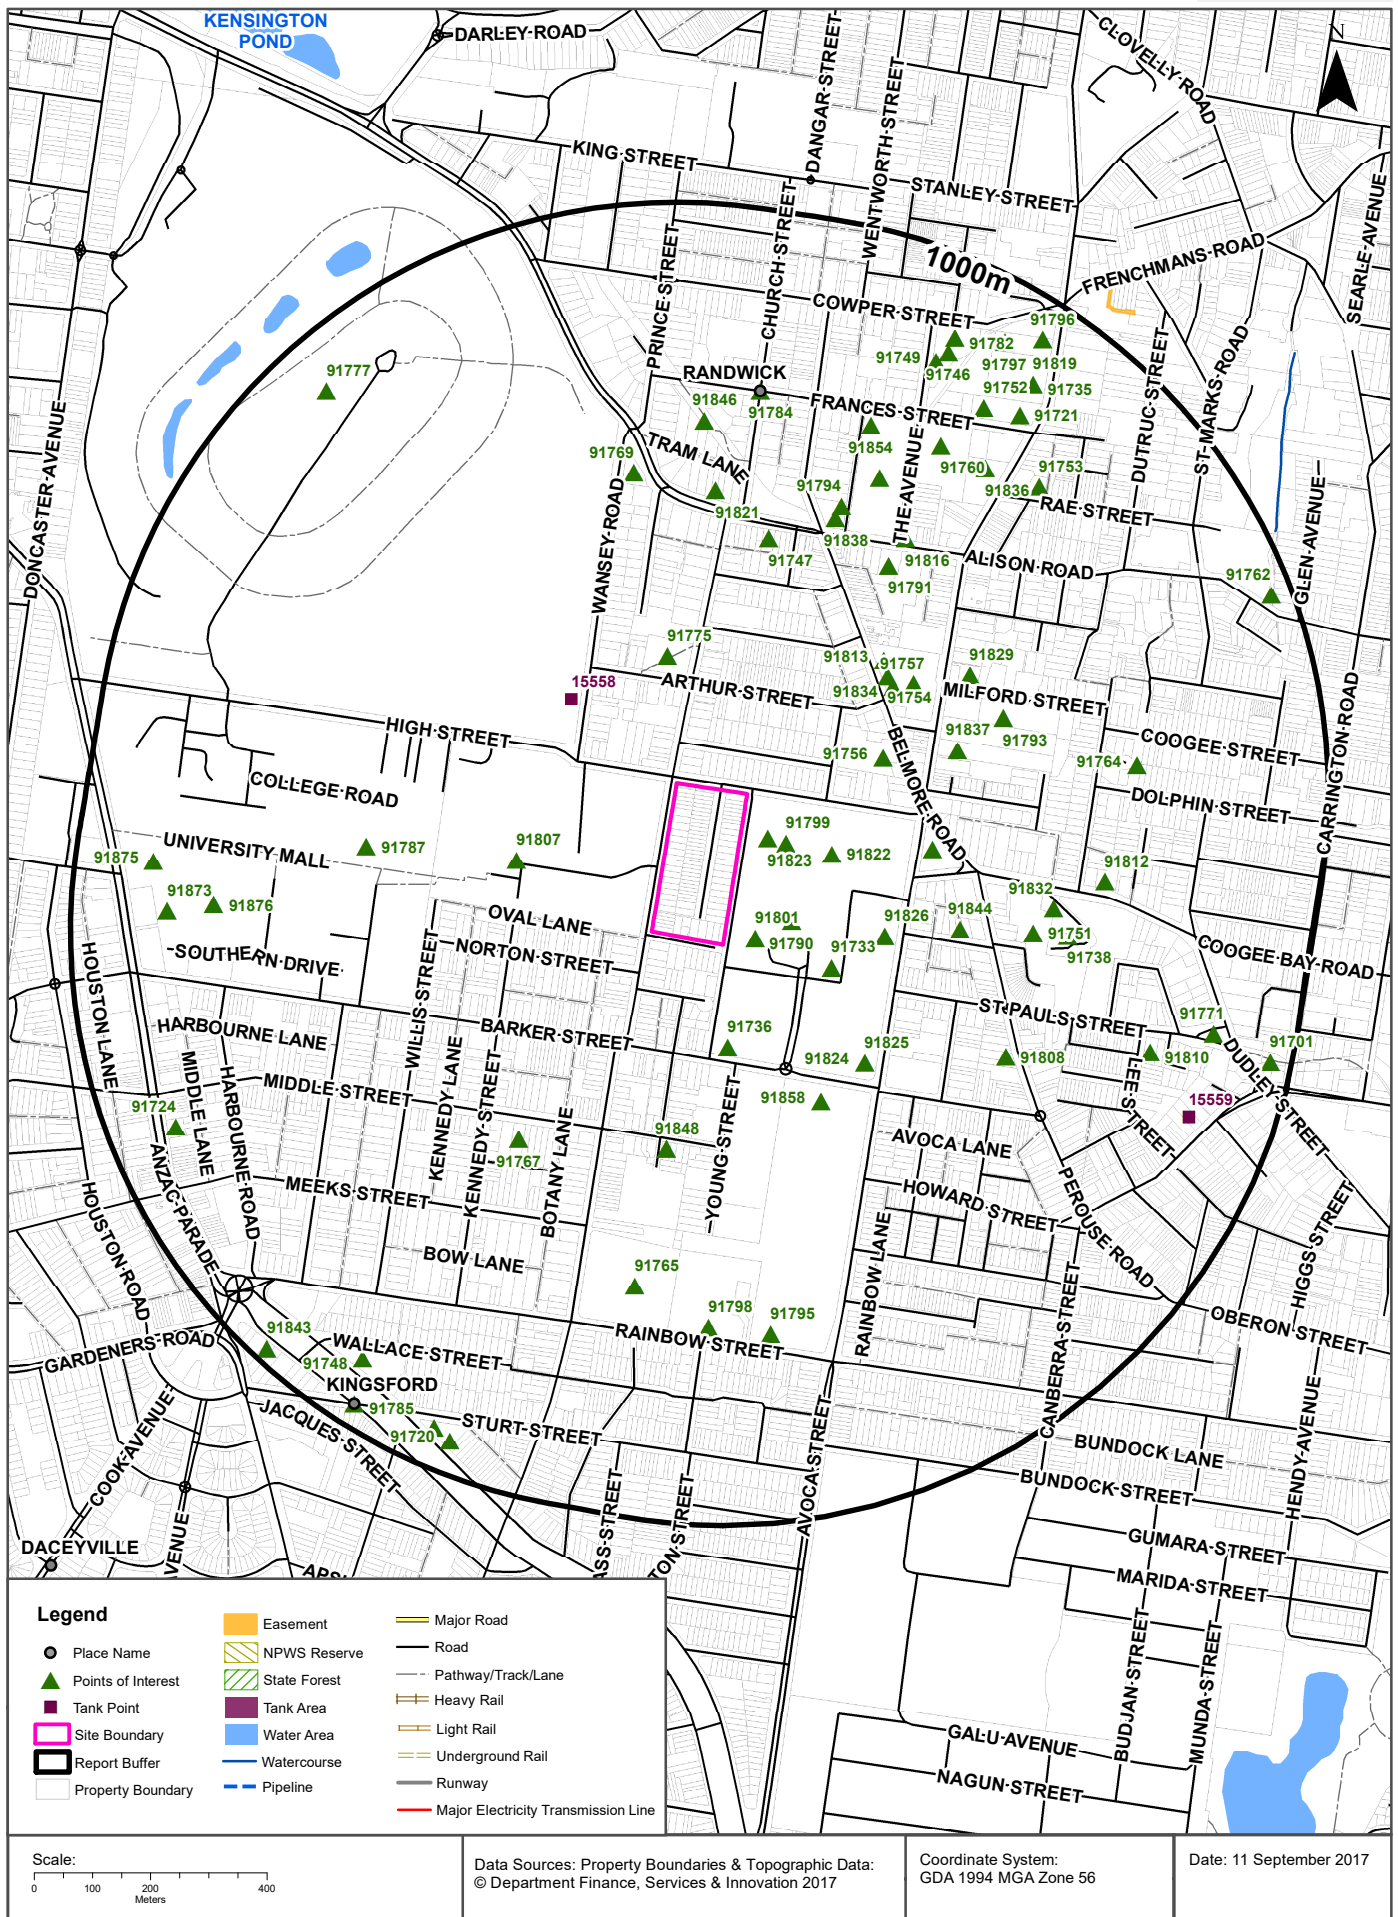 KENSINGTON
POND
DARLEY ROAD
DANGAR STREET
CLOVELLY ROAD
N
KING STREET
WENTWORTH STREET
STANLEY STREET
SEARLE AVENUE
CHURCH STREET
PRINCE STREET
1000m
FRENCHMANS ROAD
COWPER STREET
91796
91782
91749
91746
91797
91819
91777
RANDWICK
91752
91735
91846
91784
FRANCES STREET
91721
DUTRUC STREET
ST MARKS ROAD
DONCASTER AVENUE
TRAM LANE
91854
THE AVENUE
91769
91760
91753
91794
91836
RAE STREET
91821
91838
WANSEY ROAD
91747
91816
ALISON ROAD
91791
91762
GLEN AVENUE
91775
91813
91757
91829
15558
ARTHUR STREET
91834
91754
MILFORD STREET
HIGH STREET
BELMORE ROAD
91837
91793
COOGEE STREET
91756
91764
COLLEGE ROAD
DOLPHIN STREET
CARRINGTON ROAD
UNIVERSITY MALL
91787
91807
91799
91875
91823
91822
91812
91873
91876
91832
OVAL LANE
91801
91826
91844
91751
SOUTHERN DRIVE
NORTON STREET
91790
91733
91738
COOGEE BAY ROAD
HOUSTON LANE
WILLIS STREET
HARBOURNE LANE
BARKER STREET
91736
ST PAULS STREET
91771
91824
91825
91808
91810
91701
MIDDLE LANE
HARBOURNE ROAD
MIDDLE STREET
KENNEDY LANE
KENNEDY STREET
LEES STREET
DUDLEY STREET
91724
91858
15559
YOUNG STREET
ANZAC PARADE
91767
BOTANY LANE
91848
AVOCA LANE
MEEKS STREET
HOWARD STREET
PEROUSE ROAD
HOUSTON ROAD
BOW LANE
RAINBOW LANE
HIGGS STREET
91765
CANBERRA STREET
91798
91795
OBERON STREET
91843
GARDENERS ROAD
WALLACE STREET
RAINBOW STREET
91748
KINGSFORD
91785
JACQUES STREET
91720
STURT STREET
AVOCA STREET
HENDY AVENUE
COOK AVENUE
BUNDOCK LANE
BUNDOCK STREET
DACEYVILLE
VENUE
ASS STREET
TON STREET
GUMARA STREET
MARIDA STREET
BUDJAN STREET
MUNDA STREET
GALU AVENUE
NAGUN STREET
Legend
Place Name
Points of Interest
Tank Point
Site Boundary
Report Buffer
Property Boundary
Easement
NPWS Reserve
State Forest
Tank Area
Water Area
Watercourse
Pipeline
Major Road
Road
Pathway/Track/Lane
Heavy Rail
Light Rail
Underground Rail
Runway
Major Electricity Transmission Line
Scale:
0 100 200 400
Meters
Data Sources: Property Boundaries & Topographic Data:
© Department Finance, Services & Innovation 2017
Coordinate System:
GDA 1994 MGA Zone 56
Date: 11 September 2017